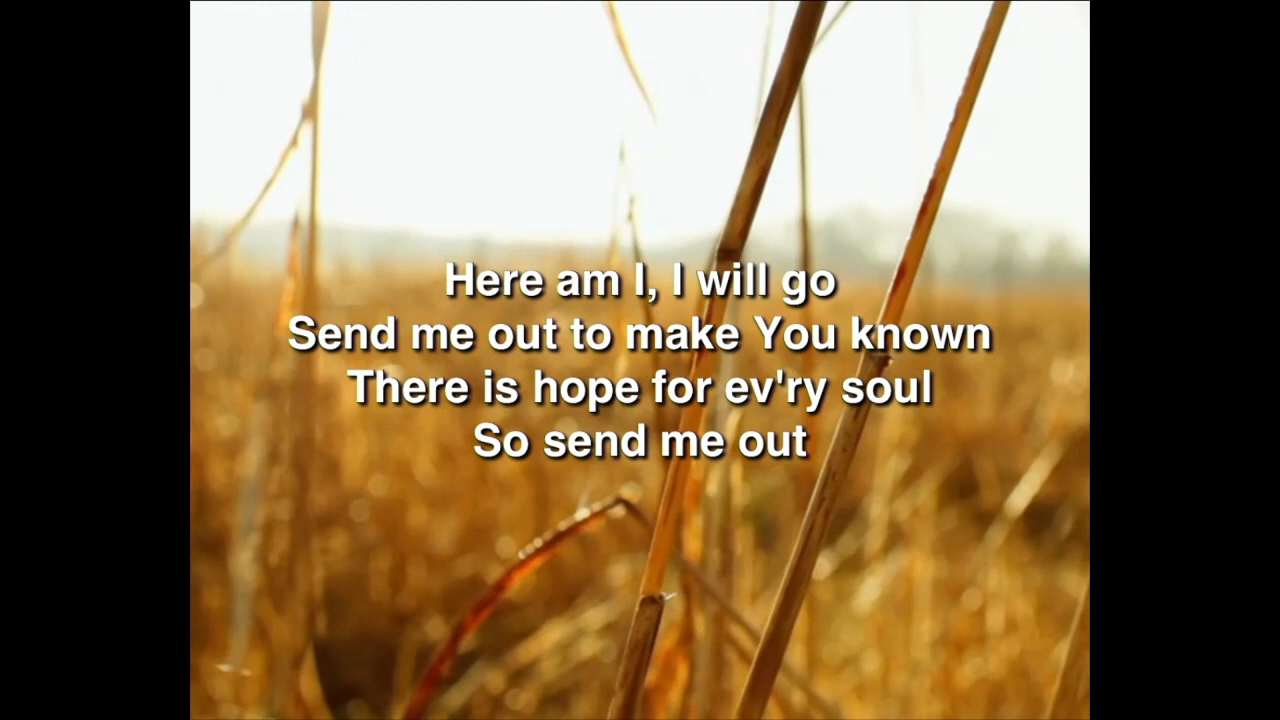 Here am I, I will go
Send me out to make You known
There is hope for ev'ry soul
So send me out